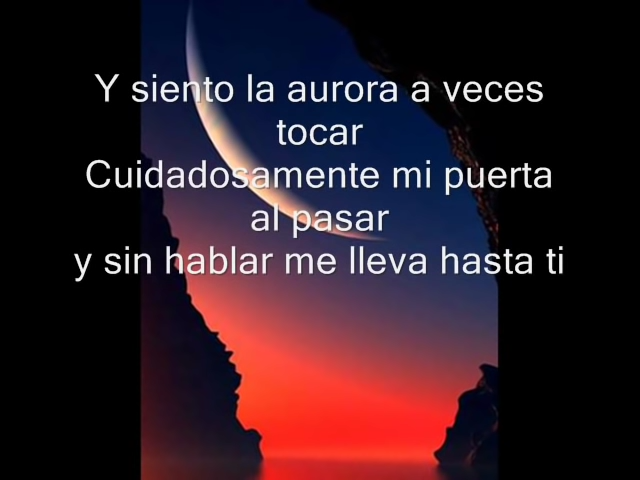 Y siento la aurora a veces
tocar
Cuidadosamente mi puerta
al pasar
y sin hablar me lleva hasta ti